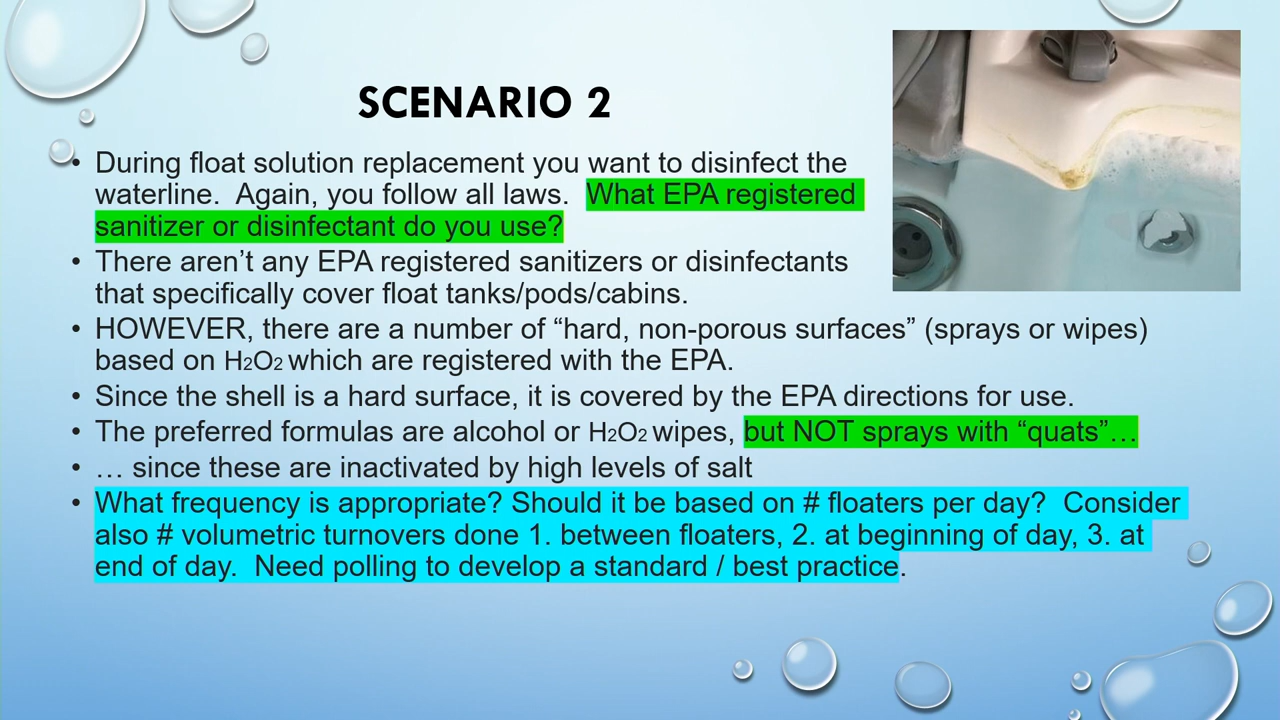 SCENARIO 2
• During float solution replacement you want to disinfect the
waterline.  Again, you follow all laws.  What EPA registered
sanitizer or disinfectant do you use?
• There aren’t any EPA registered sanitizers or disinfectants
that specifically cover float tanks/pods/cabins.
• HOWEVER, there are a number of “hard, non-porous surfaces” (sprays or wipes)
based on H2O2 which are registered with the EPA.
• Since the shell is a hard surface, it is covered by the EPA directions for use.
• The preferred formulas are alcohol or H2O2 wipes, but NOT sprays with “quats”…
• … since these are inactivated by high levels of salt
• What frequency is appropriate? Should it be based on # floaters per day?  Consider
also # volumetric turnovers done 1. between floaters, 2. at beginning of day, 3. at
end of day.  Need polling to develop a standard / best practice.